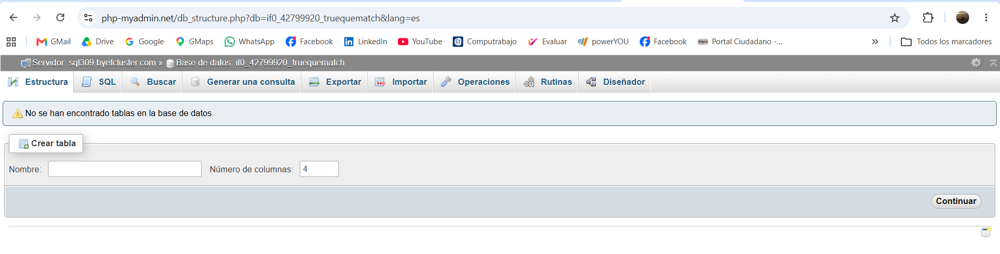 php-myadmin.net/db_structure.php?db=if0_42799920_truequematch&lang=es
GMail Drive Google GMaps WhatsApp Facebook LinkedIn YouTube Computrabajo Evaluar powerYOU Facebook Portal Ciudadano -... » Todos los marcadores
Servidor: sql309.byetcluster.com » Base de datos: if0_42799920_truequematch
Estructura SQL Buscar Generar una consulta Exportar Importar Operaciones Rutinas Diseñador
No se han encontrado tablas en la base de datos.
Crear tabla
Nombre: Número de columnas: 4
Continuar